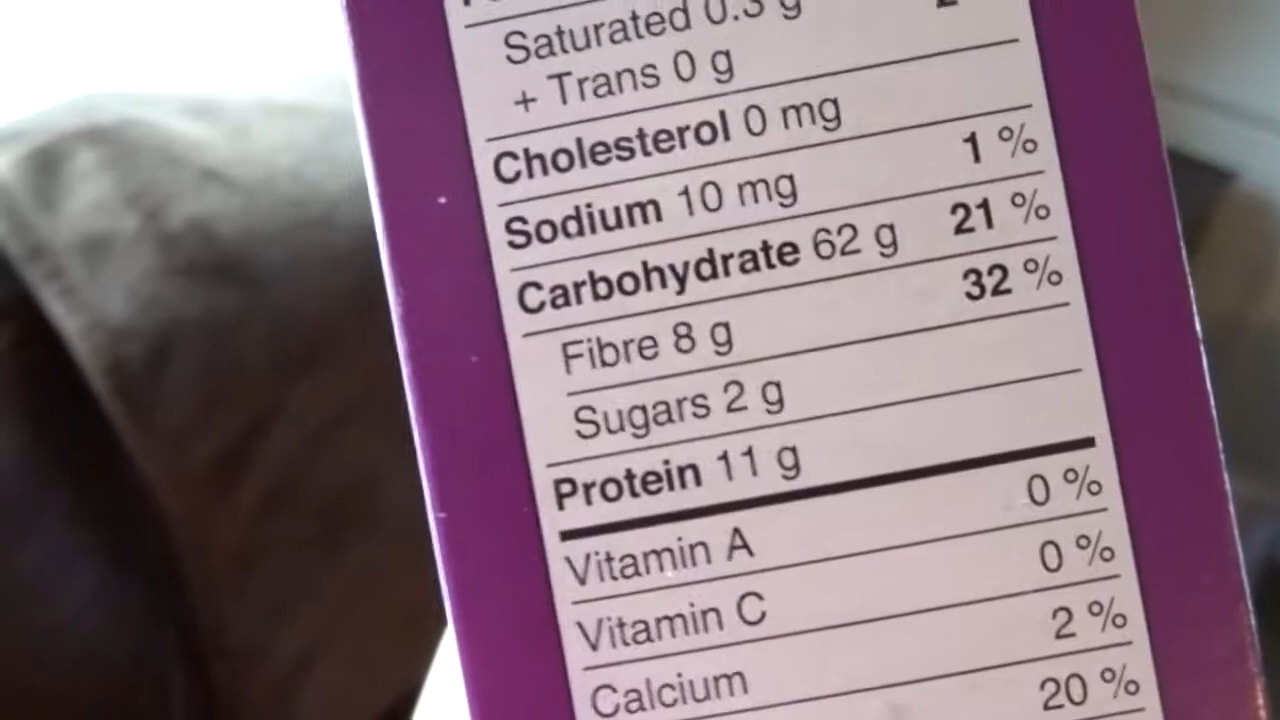 Saturated 0.3 g
+ Trans 0 g
Cholesterol 0 mg
Sodium 10 mg 1 %
Carbohydrate 62 g 21 %
Fibre 8 g 32 %
Sugars 2 g
Protein 11 g
Vitamin A 0 %
Vitamin C 0 %
Calcium 2 %
20 %